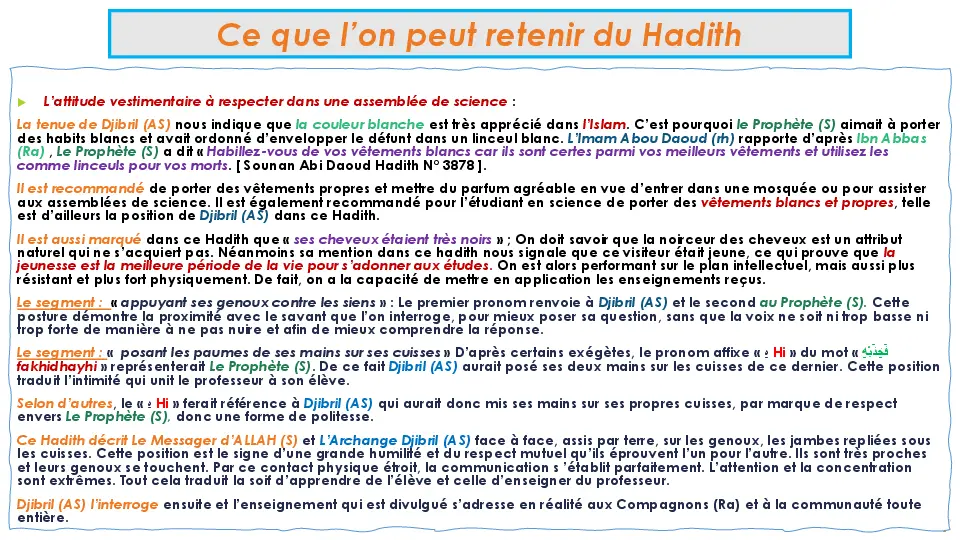 Ce que l’on peut retenir du Hadith
L’attitude vestimentaire à respecter dans une assemblée de science :
La tenue de Djibril (AS) nous indique que la couleur blanche est très apprécié dans l’Islam. C’est pourquoi le Prophète (S) aimait à porter
des habits blancs et avait ordonné d’envelopper le défunt dans un linceul blanc. L’Imam Abou Daoud (rh) rapporte d’après Ibn Abbas
(Ra) , Le Prophète (S) a dit « Habillez-vous de vos vêtements blancs car ils sont certes parmi vos meilleurs vêtements et utilisez les
comme linceuls pour vos morts. [ Sounan Abi Daoud Hadith N° 3878 ].
Il est recommandé de porter des vêtements propres et mettre du parfum agréable en vue d’entrer dans une mosquée ou pour assister
aux assemblées de science. Il est également recommandé pour l’étudiant en science de porter des vêtements blancs et propres, telle
est d’ailleurs la position de Djibril (AS) dans ce Hadith.
Il est aussi marqué dans ce Hadith que « ses cheveux étaient très noirs » ; On doit savoir que la noirceur des cheveux est un attribut
naturel qui ne s’acquiert pas. Néanmoins sa mention dans ce hadith nous signale que ce visiteur était jeune, ce qui prouve que la
jeunesse est la meilleure période de la vie pour s’adonner aux études. On est alors performant sur le plan intellectuel, mais aussi plus
résistant et plus fort physiquement. De fait, on a la capacité de mettre en application les enseignements reçus.
Le segment : « appuyant ses genoux contre les siens » : Le premier pronom renvoie à Djibril (AS) et le second au Prophète (S). Cette
posture démontre la proximité avec le savant que l’on interroge, pour mieux poser sa question, sans que la voix ne soit ni trop basse ni
trop forte de manière à ne pas nuire et afin de mieux comprendre la réponse.
Le segment : « posant les paumes de ses mains sur ses cuisses » D’après certains exégètes, le pronom affixe « هِ Hi » du mot « فَخِذَيْهِ
fakhidhayhi » représenterait Le Prophète (S). De ce fait Djibril (AS) aurait posé ses deux mains sur les cuisses de ce dernier. Cette position
traduit l’intimité qui unit le professeur à son élève.
Selon d’autres, le « هِ Hi » ferait référence à Djibril (AS) qui aurait donc mis ses mains sur ses propres cuisses, par marque de respect
envers Le Prophète (S), donc une forme de politesse.
Ce Hadith décrit Le Messager d’ALLAH (S) et L’Archange Djibril (AS) face à face, assis par terre, sur les genoux, les jambes repliées sous
les cuisses. Cette position est le signe d’une grande humilité et du respect mutuel qu’ils éprouvent l’un pour l’autre. Ils sont très proches
et leurs genoux se touchent. Par ce contact physique étroit, la communication s ’établit parfaitement. L’attention et la concentration
sont extrêmes. Tout cela traduit la soif d’apprendre de l’élève et celle d’enseigner du professeur.
Djibril (AS) l’interroge ensuite et l’enseignement qui est divulgué s’adresse en réalité aux Compagnons (Ra) et à la communauté toute
entière.